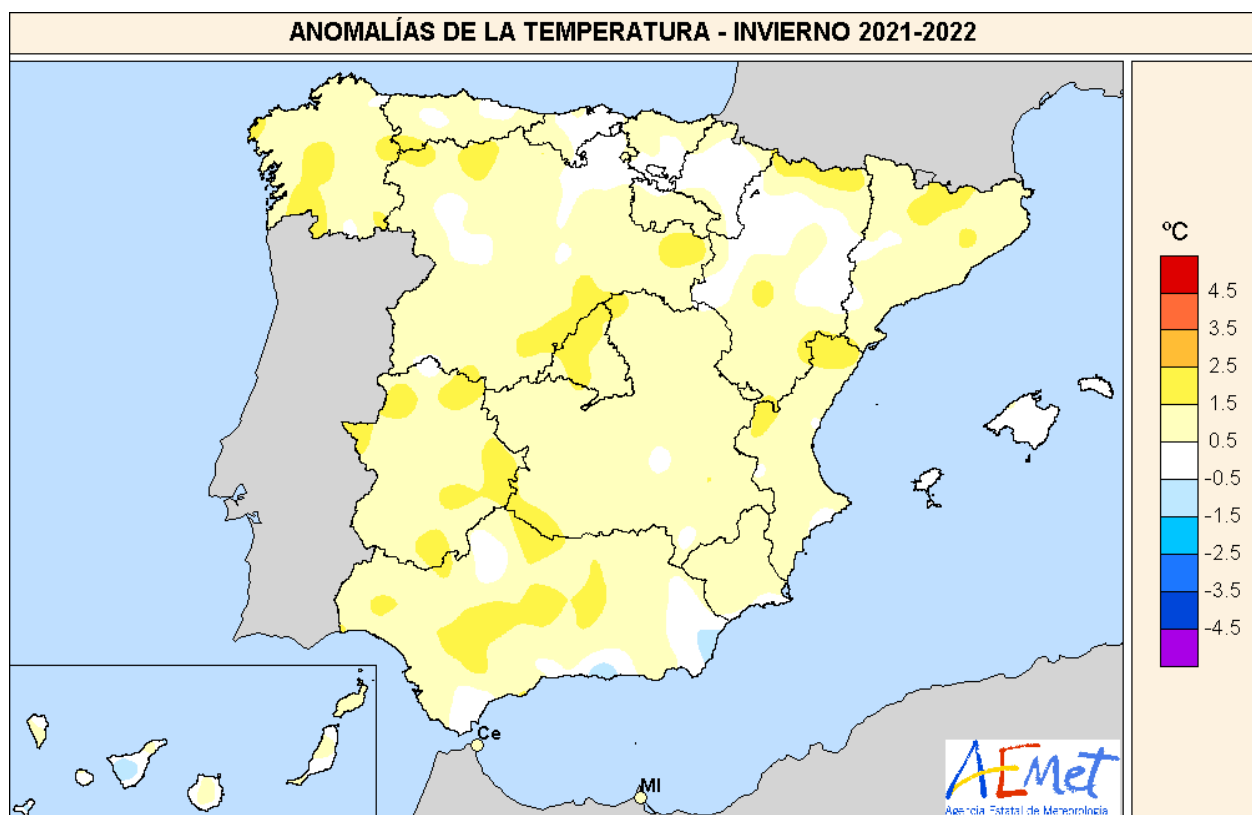 ANOMALÍAS DE LA TEMPERATURA - INVIERNO 2021-2022
ºC
4.5
3.5
2.5
1.5
0.5
-0.5
-1.5
-2.5
-3.5
-4.5
Ce
Ml
AEMet
Agencia Estatal de Meteorología